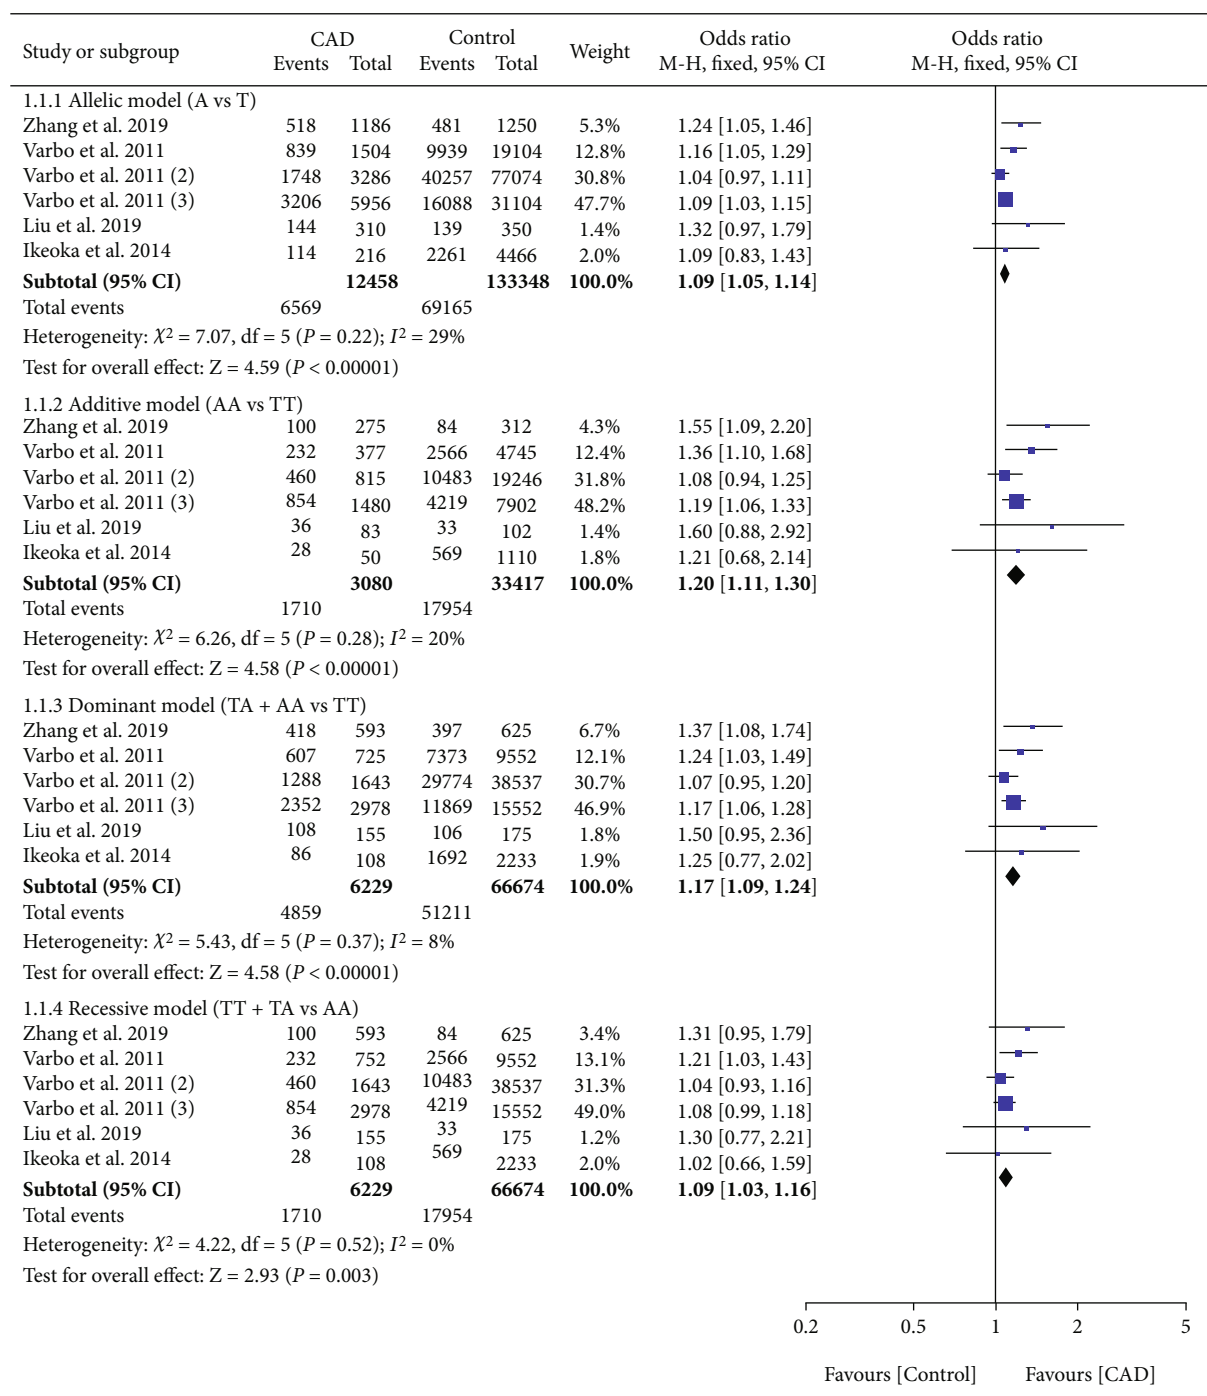 Study or subgroup CAD Control Weight Odds ratio Odds ratio
Events Total Events Total M-H, fixed, 95% CI M-H, fixed, 95% CI
1.1.1 Allelic model (A vs T)
Zhang et al. 2019 518 1186 481 1250 5.3% 1.24 [1.05, 1.46]
Varbo et al. 2011 839 1504 9939 19104 12.8% 1.16 [1.05, 1.29]
Varbo et al. 2011 (2) 1748 3286 40257 77074 30.8% 1.04 [0.97, 1.11]
Varbo et al. 2011 (3) 3206 5956 16088 31104 47.7% 1.09 [1.03, 1.15]
Liu et al. 2019 144 310 139 350 1.4% 1.32 [0.97, 1.79]
Ikeoka et al. 2014 114 216 2261 4466 2.0% 1.09 [0.83, 1.43]
Subtotal (95% CI) 12458 133348 100.0% 1.09 [1.05, 1.14]
Total events 6569 69165
Heterogeneity: X2 = 7.07, df = 5 (P = 0.22); I2 = 29%
Test for overall effect: Z = 4.59 (P < 0.00001)
1.1.2 Additive model (AA vs TT)
Zhang et al. 2019 100 275 84 312 4.3% 1.55 [1.09, 2.20]
Varbo et al. 2011 232 377 2566 4745 12.4% 1.36 [1.10, 1.68]
Varbo et al. 2011 (2) 460 815 10483 19246 31.8% 1.08 [0.94, 1.25]
Varbo et al. 2011 (3) 854 1480 4219 7902 48.2% 1.19 [1.06, 1.33]
Liu et al. 2019 36 83 33 102 1.4% 1.60 [0.88, 2.92]
Ikeoka et al. 2014 28 50 569 1110 1.8% 1.21 [0.68, 2.14]
Subtotal (95% CI) 3080 33417 100.0% 1.20 [1.11, 1.30]
Total events 1710 17954
Heterogeneity: X2 = 6.26, df = 5 (P = 0.28); I2 = 20%
Test for overall effect: Z = 4.58 (P < 0.00001)
1.1.3 Dominant model (TA + AA vs TT)
Zhang et al. 2019 418 593 397 625 6.7% 1.37 [1.08, 1.74]
Varbo et al. 2011 607 725 7373 9552 12.1% 1.24 [1.03, 1.49]
Varbo et al. 2011 (2) 1288 1643 29774 38537 30.7% 1.07 [0.95, 1.20]
Varbo et al. 2011 (3) 2352 2978 11869 15552 46.9% 1.17 [1.06, 1.28]
Liu et al. 2019 108 155 106 175 1.8% 1.50 [0.95, 2.36]
Ikeoka et al. 2014 86 108 1692 2233 1.9% 1.25 [0.77, 2.02]
Subtotal (95% CI) 6229 66674 100.0% 1.17 [1.09, 1.24]
Total events 4859 51211
Heterogeneity: X2 = 5.43, df = 5 (P = 0.37); I2 = 8%
Test for overall effect: Z = 4.58 (P < 0.00001)
1.1.4 Recessive model (TT + TA vs AA)
Zhang et al. 2019 100 593 84 625 3.4% 1.31 [0.95, 1.79]
Varbo et al. 2011 232 752 2566 9552 13.1% 1.21 [1.03, 1.43]
Varbo et al. 2011 (2) 460 1643 10483 38537 31.3% 1.04 [0.93, 1.16]
Varbo et al. 2011 (3) 854 2978 4219 15552 49.0% 1.08 [0.99, 1.18]
Liu et al. 2019 36 155 33 175 1.2% 1.30 [0.77, 2.21]
Ikeoka et al. 2014 28 108 569 2233 2.0% 1.02 [0.66, 1.59]
Subtotal (95% CI) 6229 66674 100.0% 1.09 [1.03, 1.16]
Total events 1710 17954
Heterogeneity: X2 = 4.22, df = 5 (P = 0.52); I2 = 0%
Test for overall effect: Z = 2.93 (P = 0.003)
0.2 0.5 1 2 5
Favours [Control] Favours [CAD]